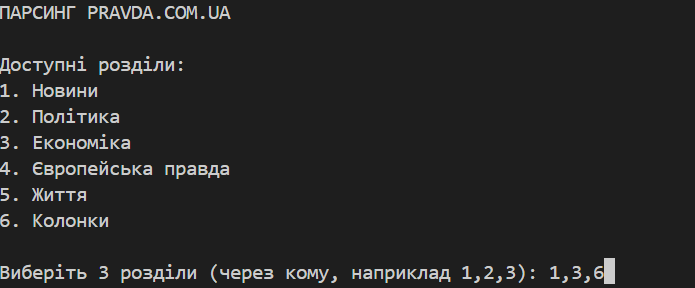 ПАРСИНГ PRAVDA.COM.UA
Доступні розділи:
1. Новини
2. Політика
3. Економіка
4. Європейська правда
5. Життя
6. Колонки
Виберіть 3 розділи (через кому, наприклад 1,2,3): 1,3,6